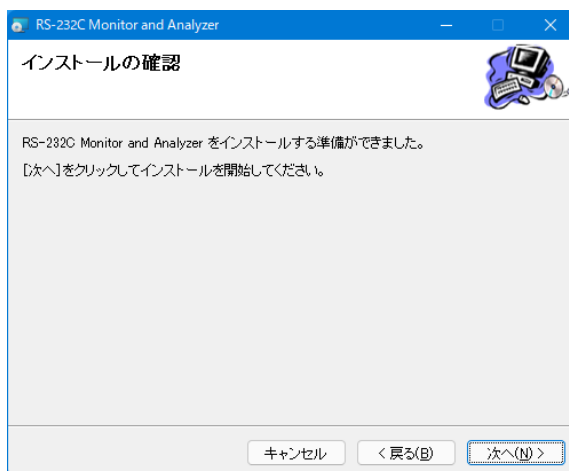 RS-232C Monitor and Analyzer
インストールの確認
RS-232C Monitor and Analyzer をインストールする準備ができました。
[次へ]をクリックしてインストールを開始してください。
キャンセル
< 戻る(B)
次へ(N) >